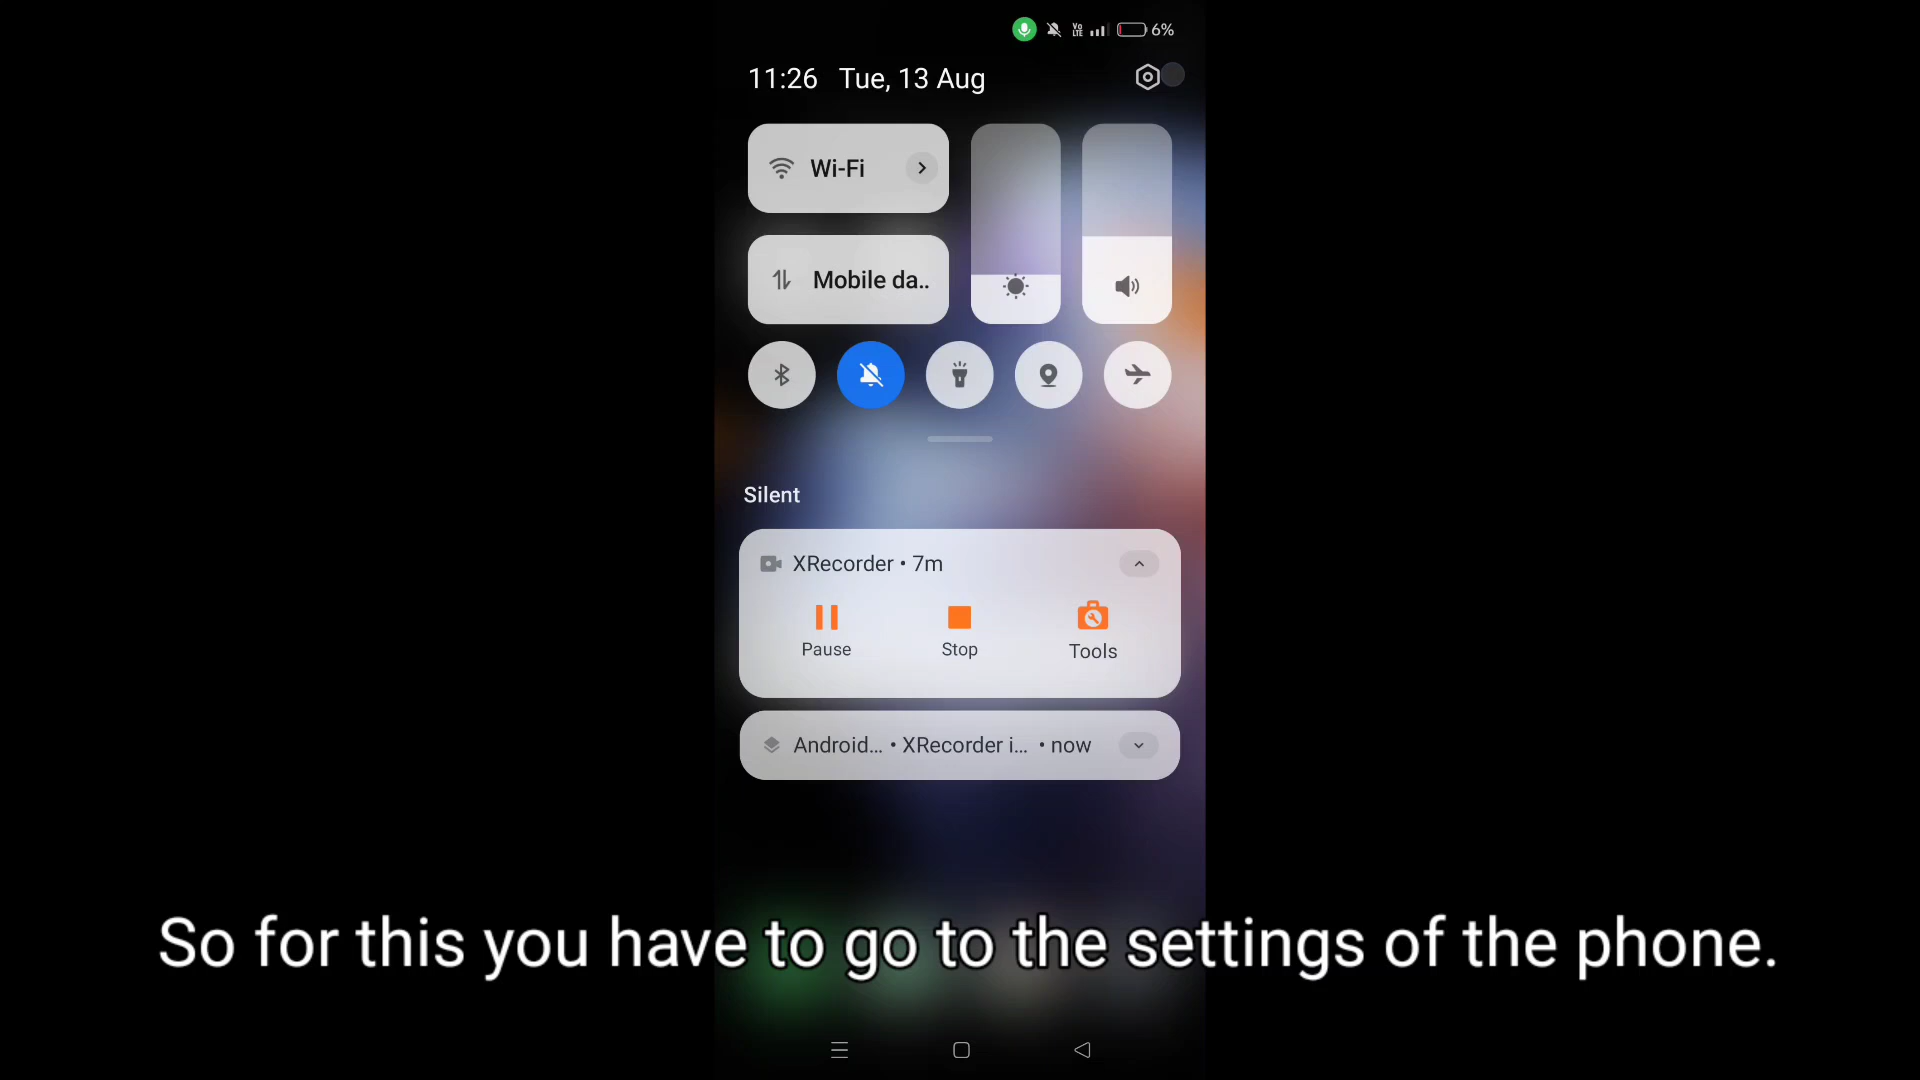 6%
11:26 Tue, 13 Aug
Wi-Fi
Mobile da..
Silent
XRecorder • 7m
Pause Stop Tools
Android... • XRecorder i... • now
So for this you have to go to the settings of the phone.